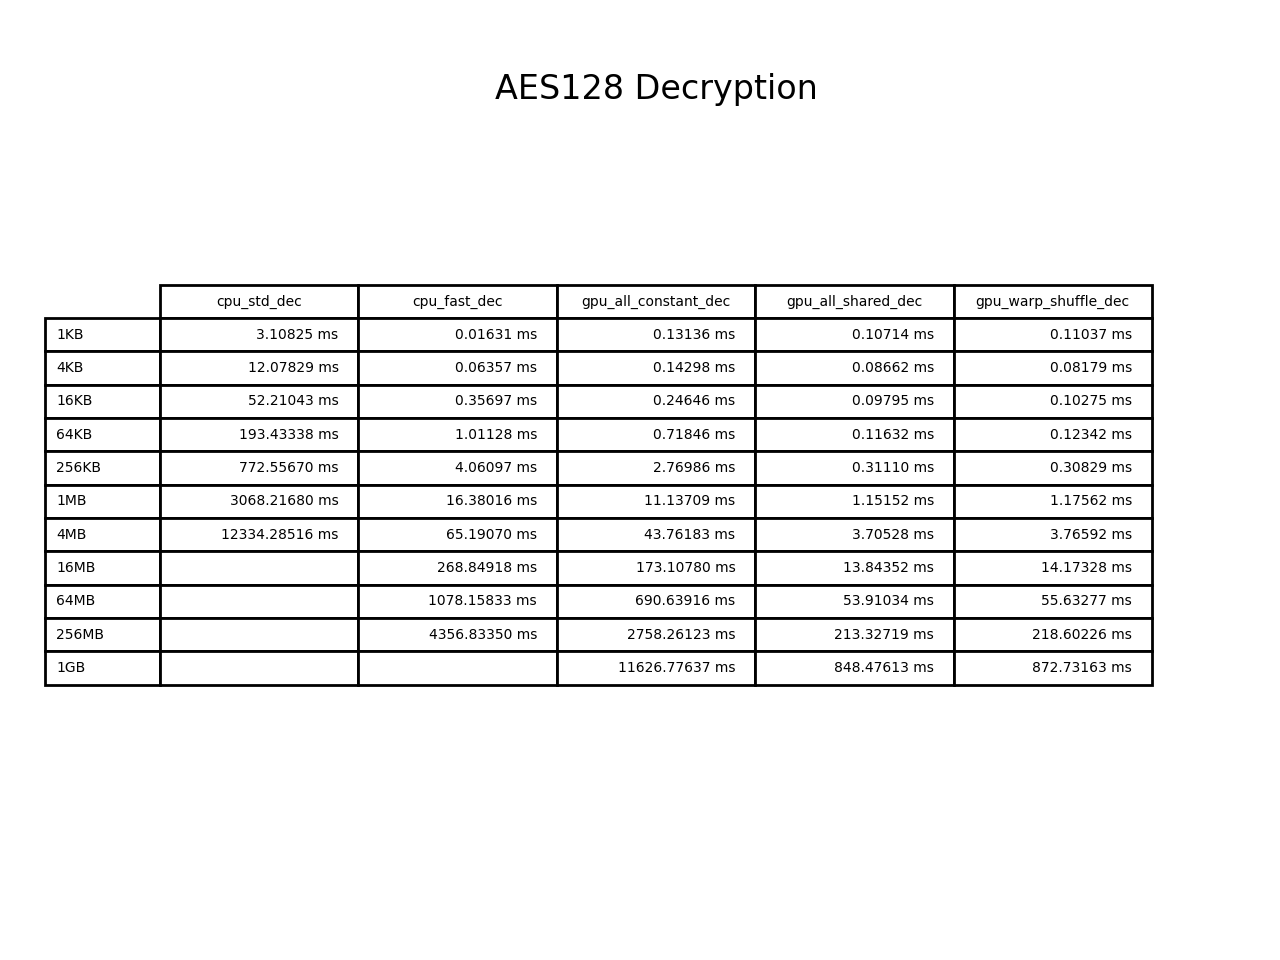 AES128 Decryption
cpu_std_dec cpu_fast_dec gpu_all_constant_dec gpu_all_shared_dec gpu_warp_shuffle_dec
1KB 3.10825 ms 0.01631 ms 0.13136 ms 0.10714 ms 0.11037 ms
4KB 12.07829 ms 0.06357 ms 0.14298 ms 0.08662 ms 0.08179 ms
16KB 52.21043 ms 0.35697 ms 0.24646 ms 0.09795 ms 0.10275 ms
64KB 193.43338 ms 1.01128 ms 0.71846 ms 0.11632 ms 0.12342 ms
256KB 772.55670 ms 4.06097 ms 2.76986 ms 0.31110 ms 0.30829 ms
1MB 3068.21680 ms 16.38016 ms 11.13709 ms 1.15152 ms 1.17562 ms
4MB 12334.28516 ms 65.19070 ms 43.76183 ms 3.70528 ms 3.76592 ms
16MB 268.84918 ms 173.10780 ms 13.84352 ms 14.17328 ms
64MB 1078.15833 ms 690.63916 ms 53.91034 ms 55.63277 ms
256MB 4356.83350 ms 2758.26123 ms 213.32719 ms 218.60226 ms
1GB 11626.77637 ms 848.47613 ms 872.73163 ms